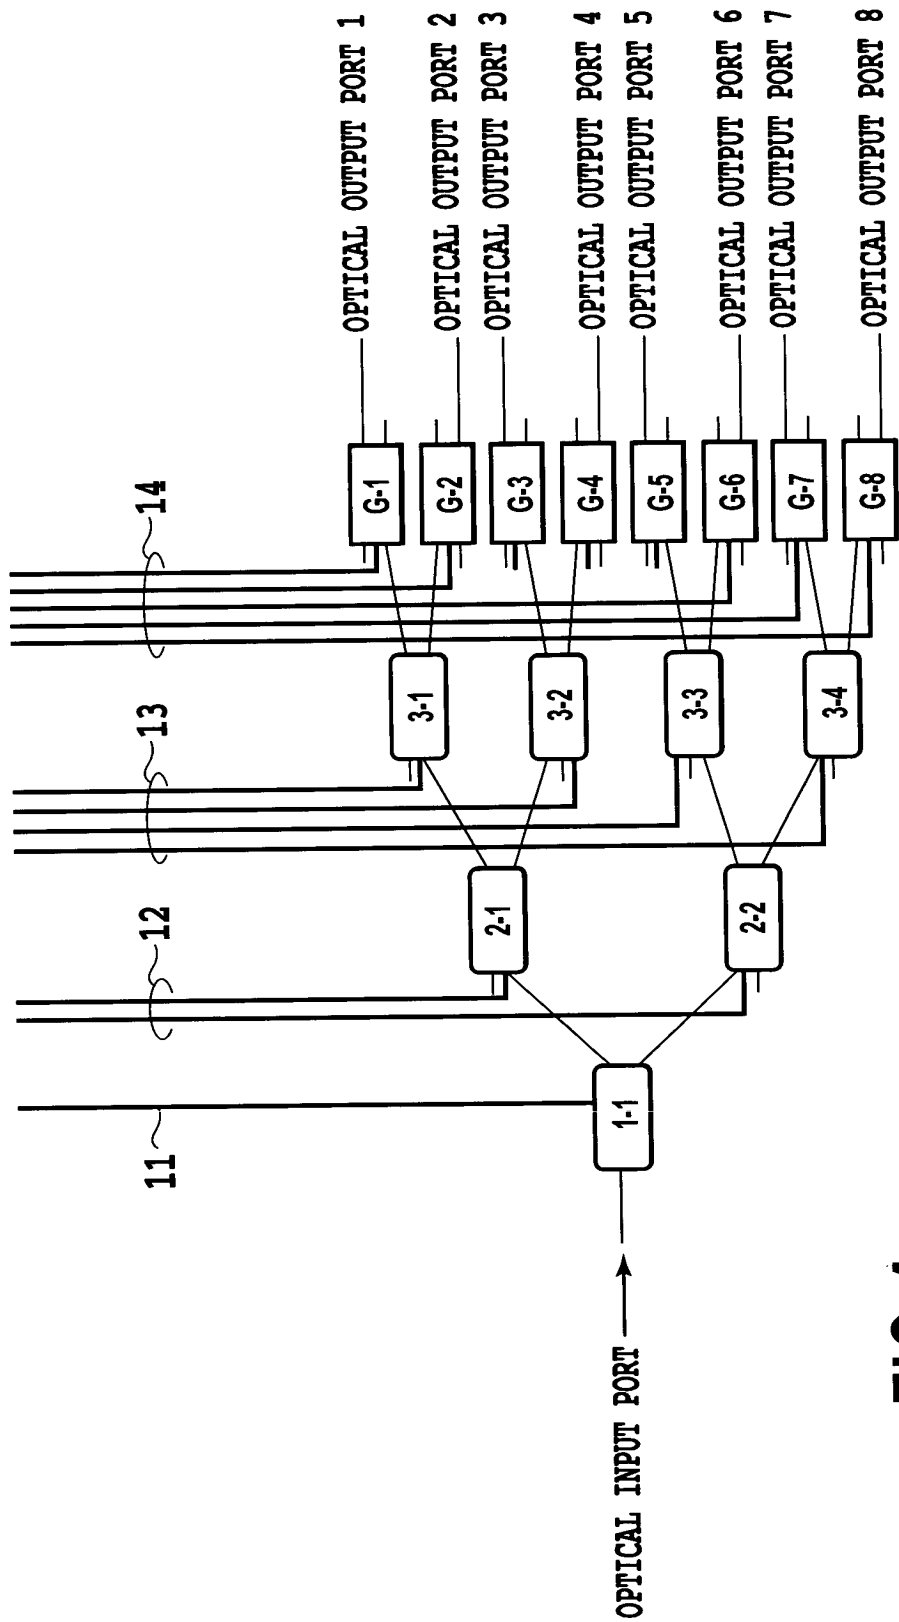 OPTICAL INPUT PORT
11
12
13
14
1-1
2-1
2-2
3-1
3-2
3-3
3-4
G-1
G-2
G-3
G-4
G-5
G-6
G-7
G-8
OPTICAL OUTPUT PORT 1
OPTICAL OUTPUT PORT 2
OPTICAL OUTPUT PORT 3
OPTICAL OUTPUT PORT 4
OPTICAL OUTPUT PORT 5
OPTICAL OUTPUT PORT 6
OPTICAL OUTPUT PORT 7
OPTICAL OUTPUT PORT 8